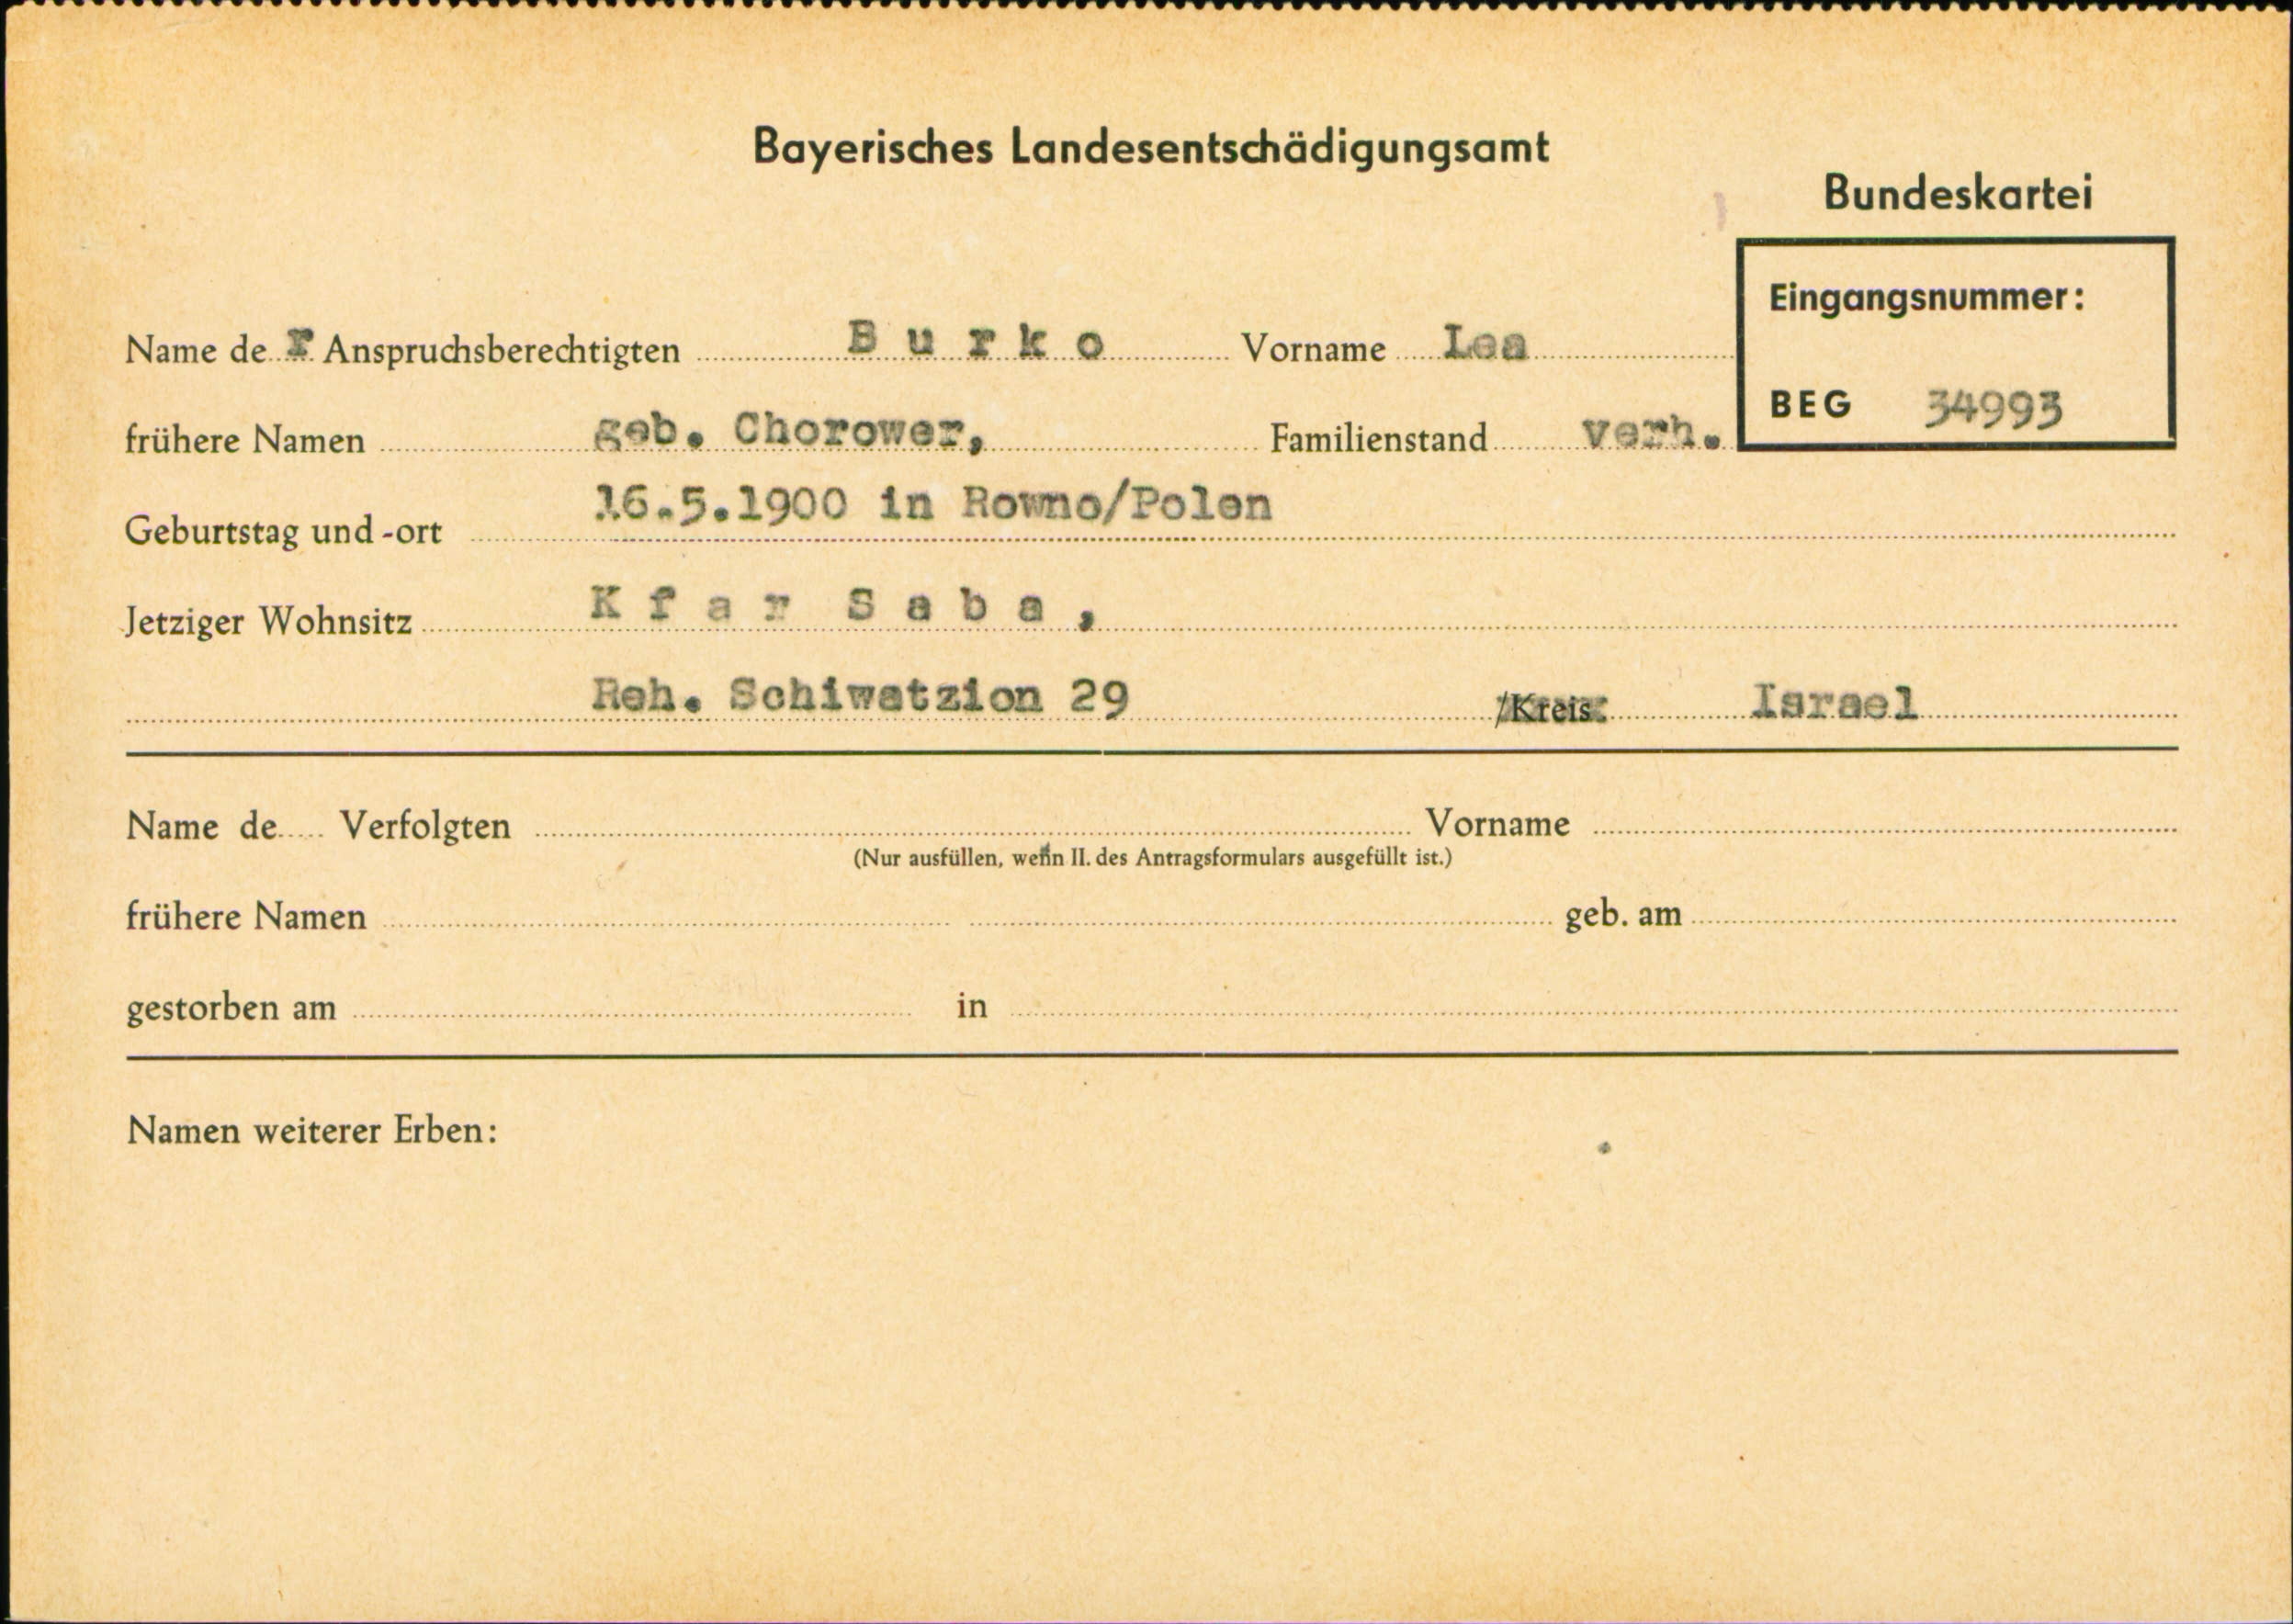 Bayerisches Landesentschädigungsamt
Bundeskartei
Eingangsnummer:
BEG 34993
Name der Anspruchsberechtigten B u r k o Vorname Lea
frühere Namen geb. Chorower, Familienstand verh.
Geburtstag und -ort 16.5.1900 in Rowno/Polen
Jetziger Wohnsitz K f a r S a b a ,
Reh. Schiwatzion 29 /Kreis Israel
Name de Verfolgten Vorname
(Nur ausfüllen, wenn II. des Antragsformulars ausgefüllt ist.)
frühere Namen geb. am
gestorben am in
Namen weiterer Erben: